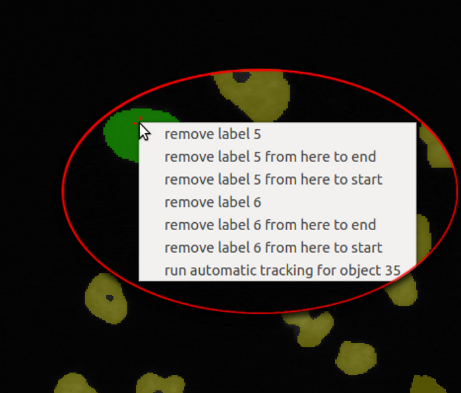 remove label 5
remove label 5 from here to end
remove label 5 from here to start
remove label 6
remove label 6 from here to end
remove label 6 from here to start
run automatic tracking for object 35